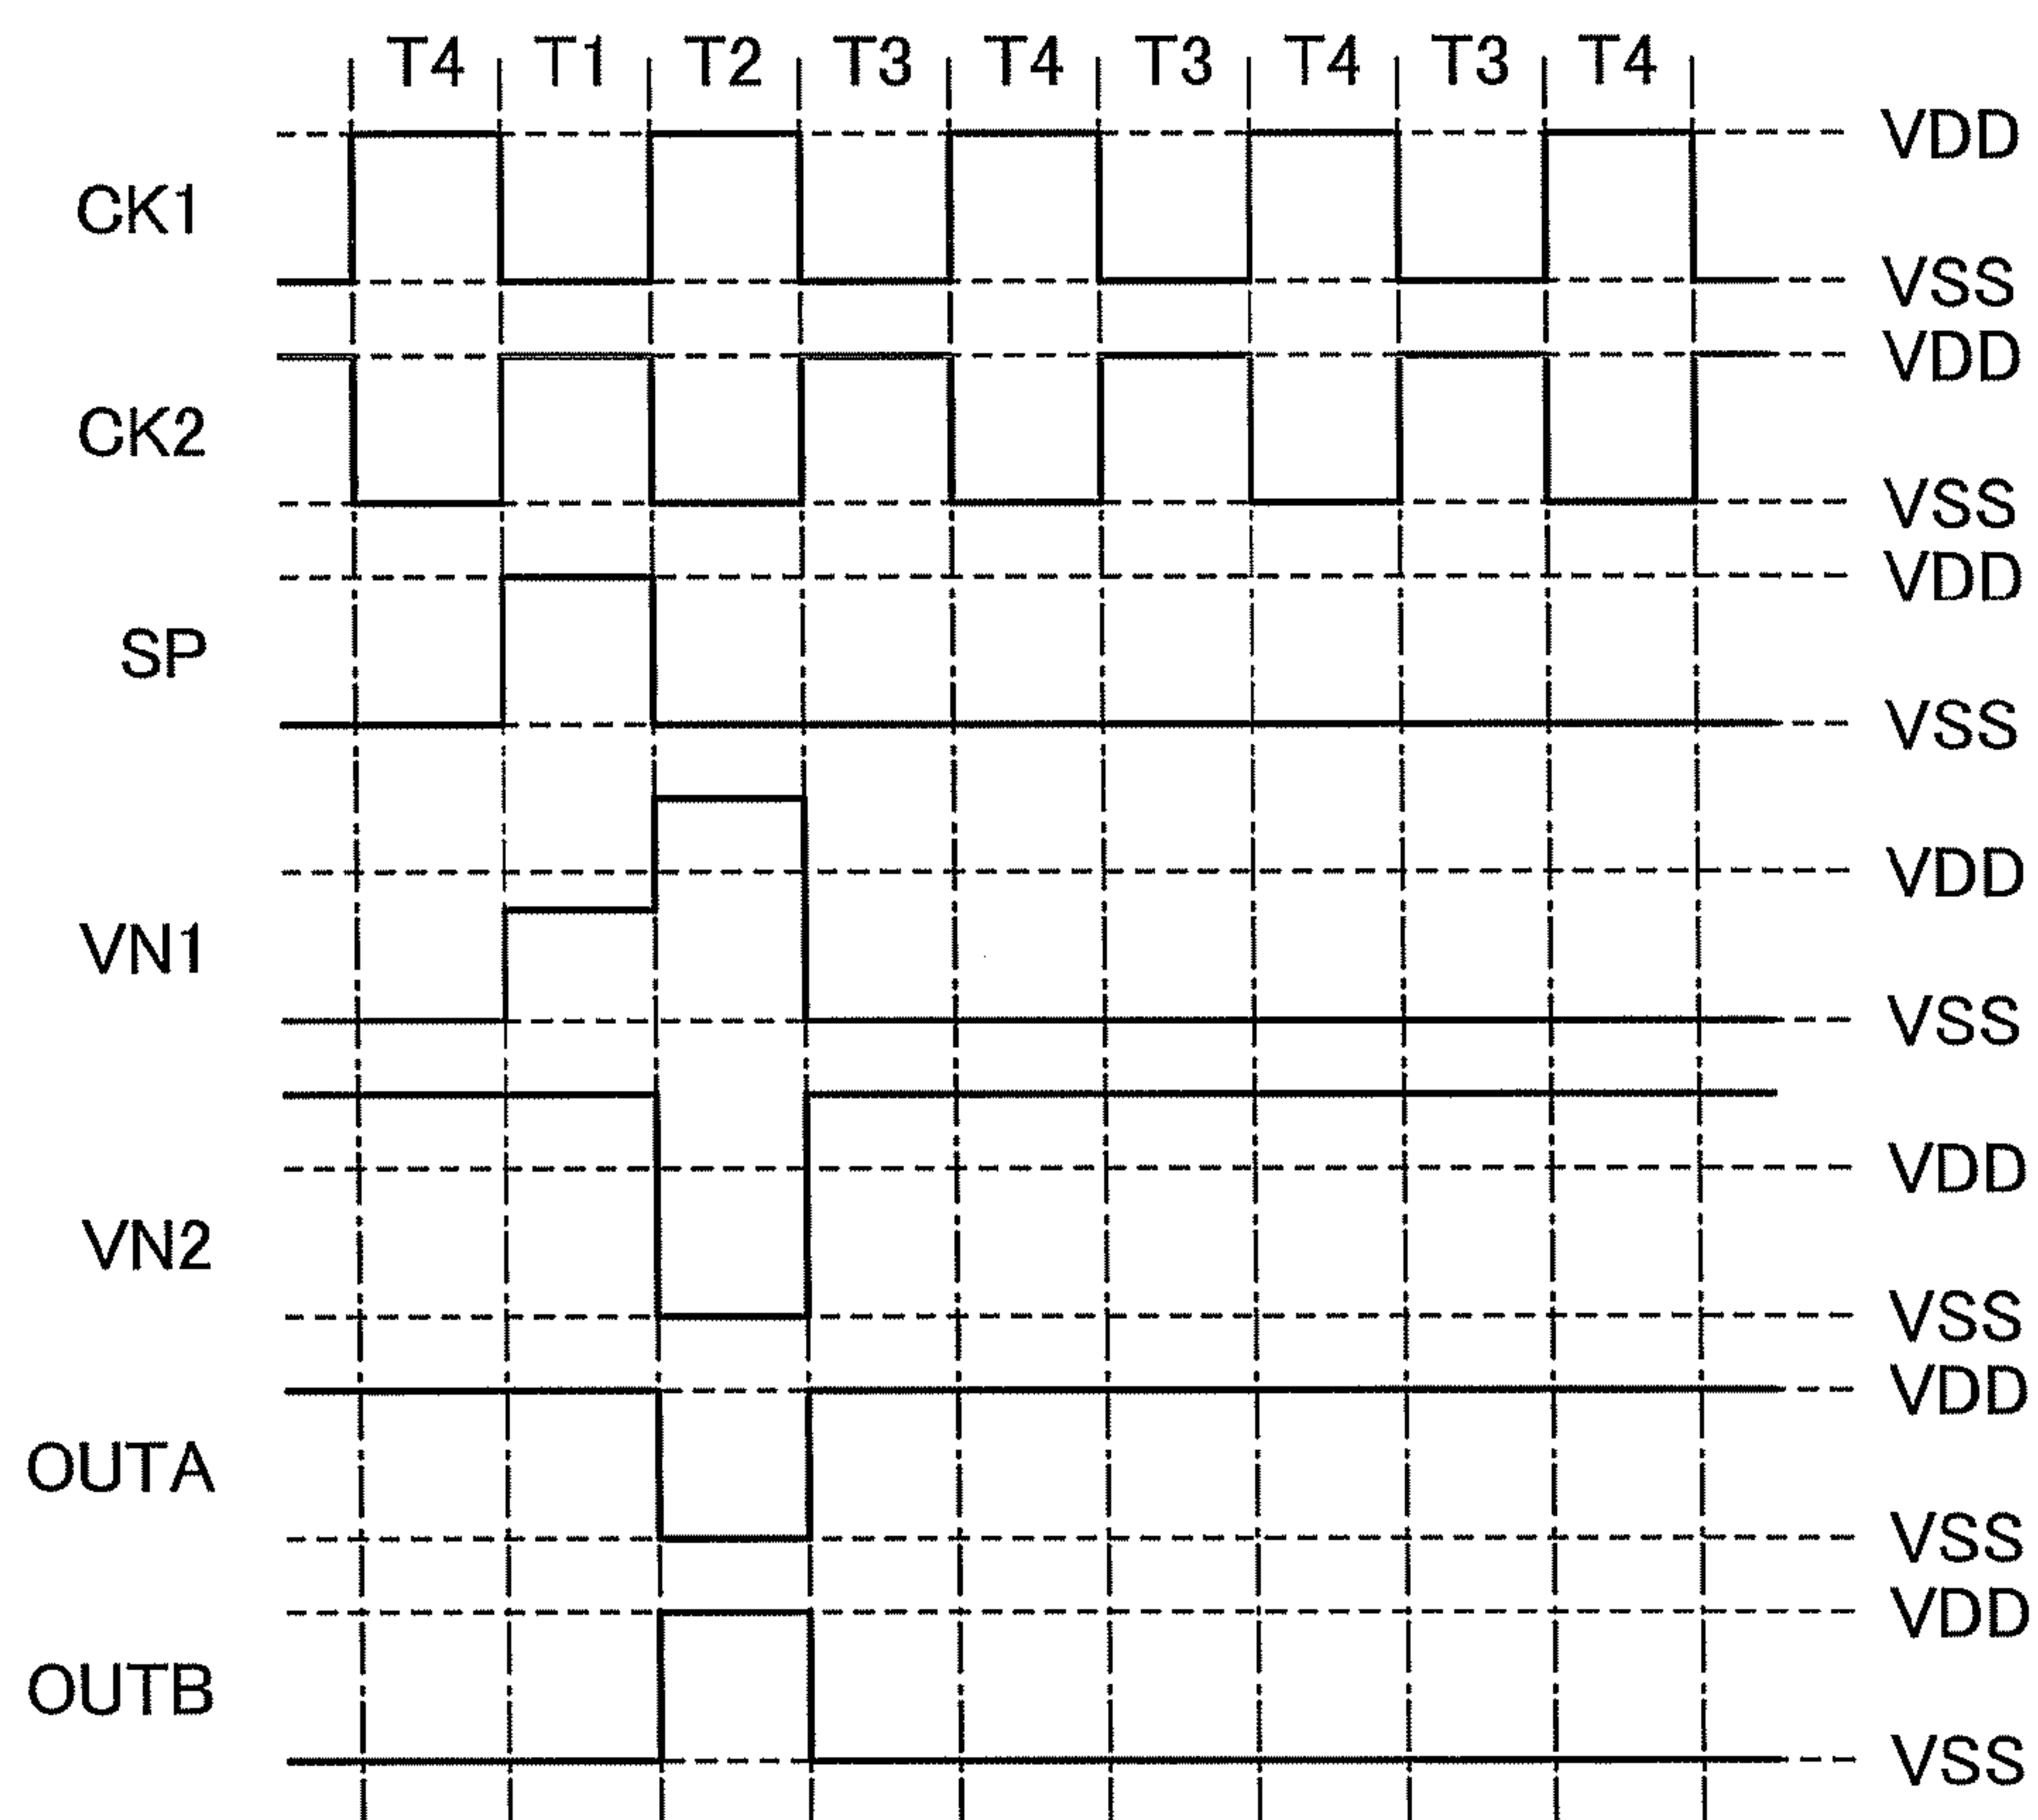 T4 T1 T2 T3 T4 T3 T4 T3 T4
VDD
CK1
VSS
VDD
CK2
VSS
VDD
SP
VSS
VDD
VN1
VSS
VDD
VN2
VSS
VDD
OUTA
VSS
VDD
OUTB
VSS